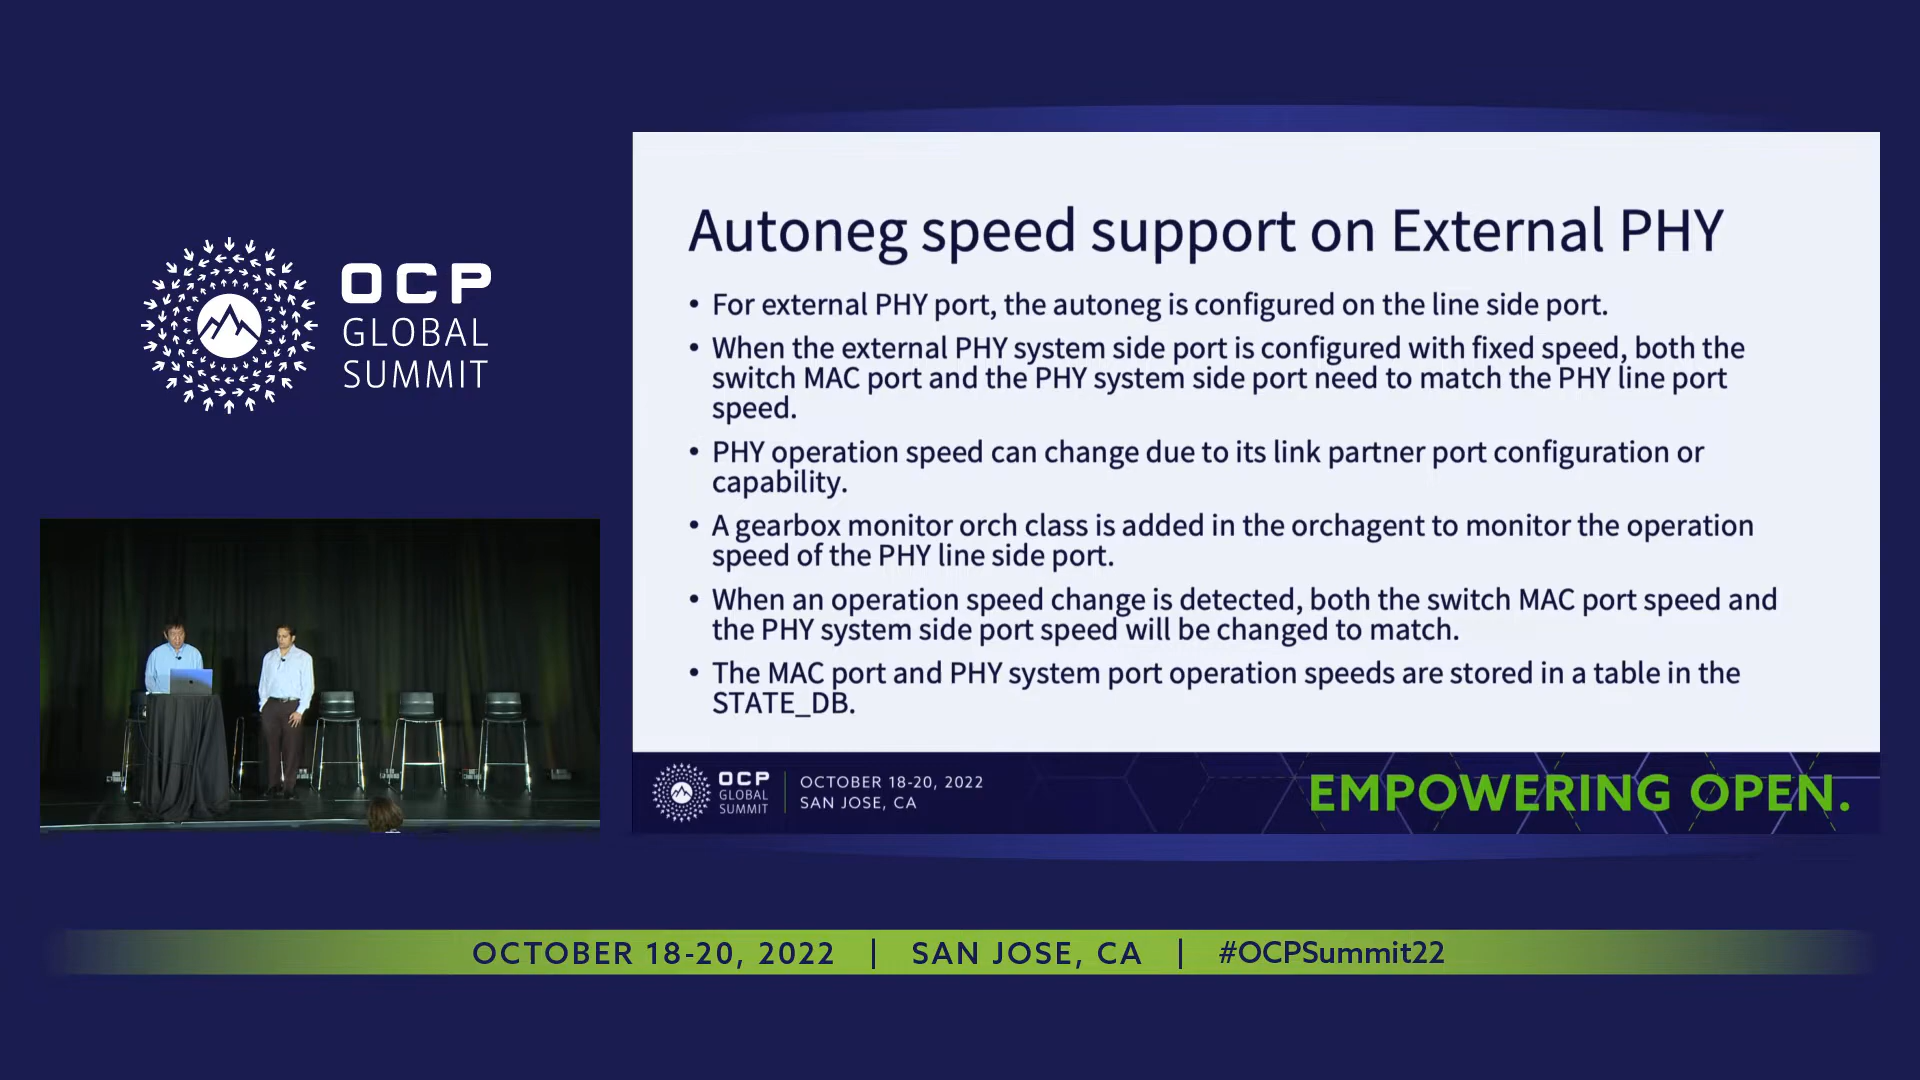 OCP
GLOBAL
SUMMIT
Autoneg speed support on External PHY
• For external PHY port, the autoneg is configured on the line side port.
• When the external PHY system side port is configured with fixed speed, both the
switch MAC port and the PHY system side port need to match the PHY line port
speed.
• PHY operation speed can change due to its link partner port configuration or
capability.
• A gearbox monitor orch class is added in the orchagent to monitor the operation
speed of the PHY line side port.
• When an operation speed change is detected, both the switch MAC port speed and
the PHY system side port speed will be changed to match.
• The MAC port and PHY system port operation speeds are stored in a table in the
STATE_DB.
OCP
GLOBAL
SUMMIT
OCTOBER 18-20, 2022
SAN JOSE, CA
EMPOWERING OPEN.
OCTOBER 18-20, 2022 | SAN JOSE, CA | #OCPSummit22